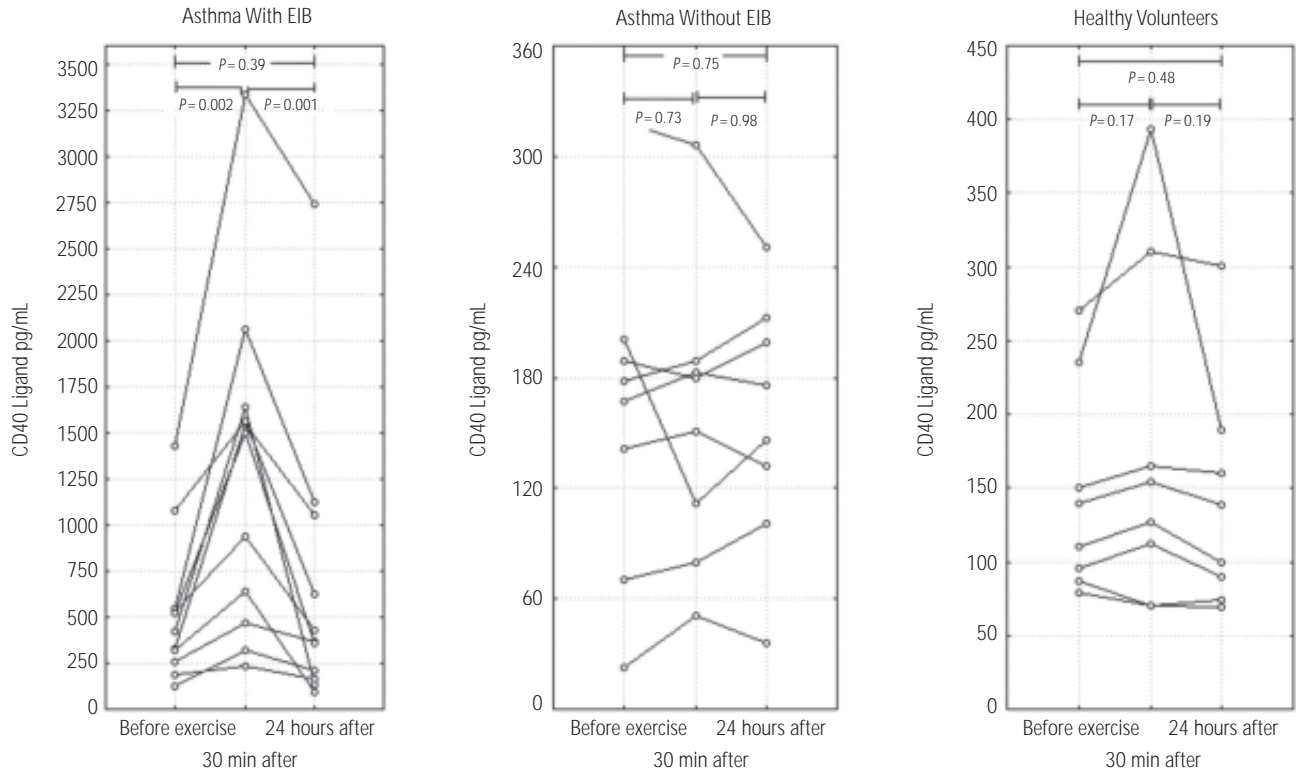 Asthma With EIB
CD40 Ligand pg/mL
3500
3250
3000
2750
2500
2250
2000
1750
1500
1250
1000
750
500
250
0
P = 0.39
P = 0.002 P = 0.001
Before exercise 24 hours after
30 min after
Asthma Without EIB
CD40 Ligand pg/mL
360
300
240
180
120
60
0
P = 0.75
P = 0.73 P = 0.98
Before exercise 24 hours after
30 min after
Healthy Volunteers
CD40 Ligand pg/mL
450
400
350
300
250
200
150
100
50
0
P = 0.48
P = 0.17 P = 0.19
Before exercise 24 hours after
30 min after